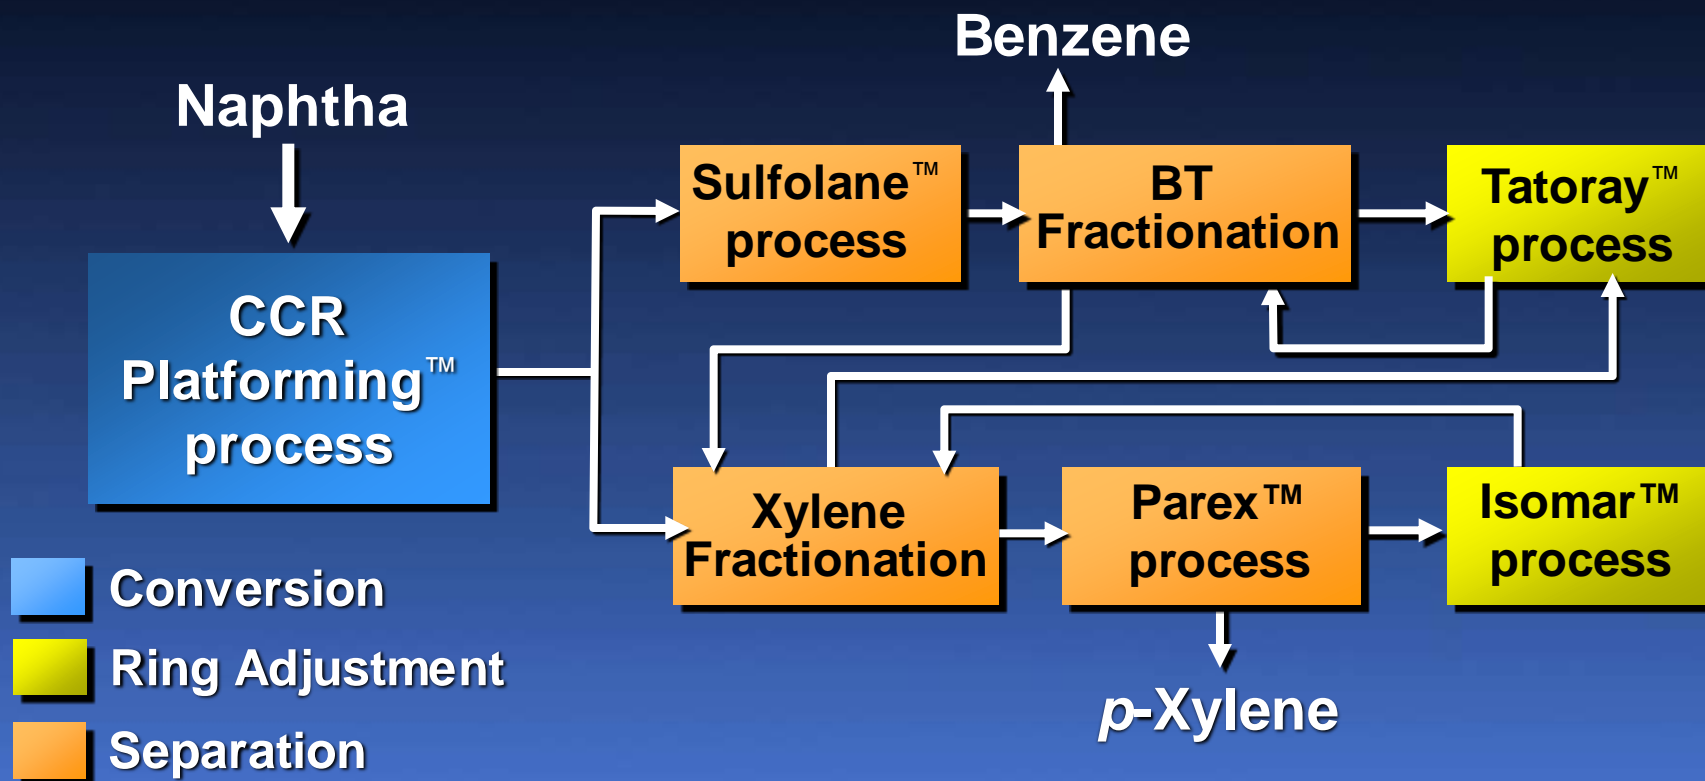 Benzene
Naphtha
Sulfolane™
process
BT
Fractionation
Tatoray™
process
CCR
Platforming™
process
Xylene
Fractionation
Parex™
process
Isomar™
process
Conversion
Ring Adjustment
p-Xylene
Separation